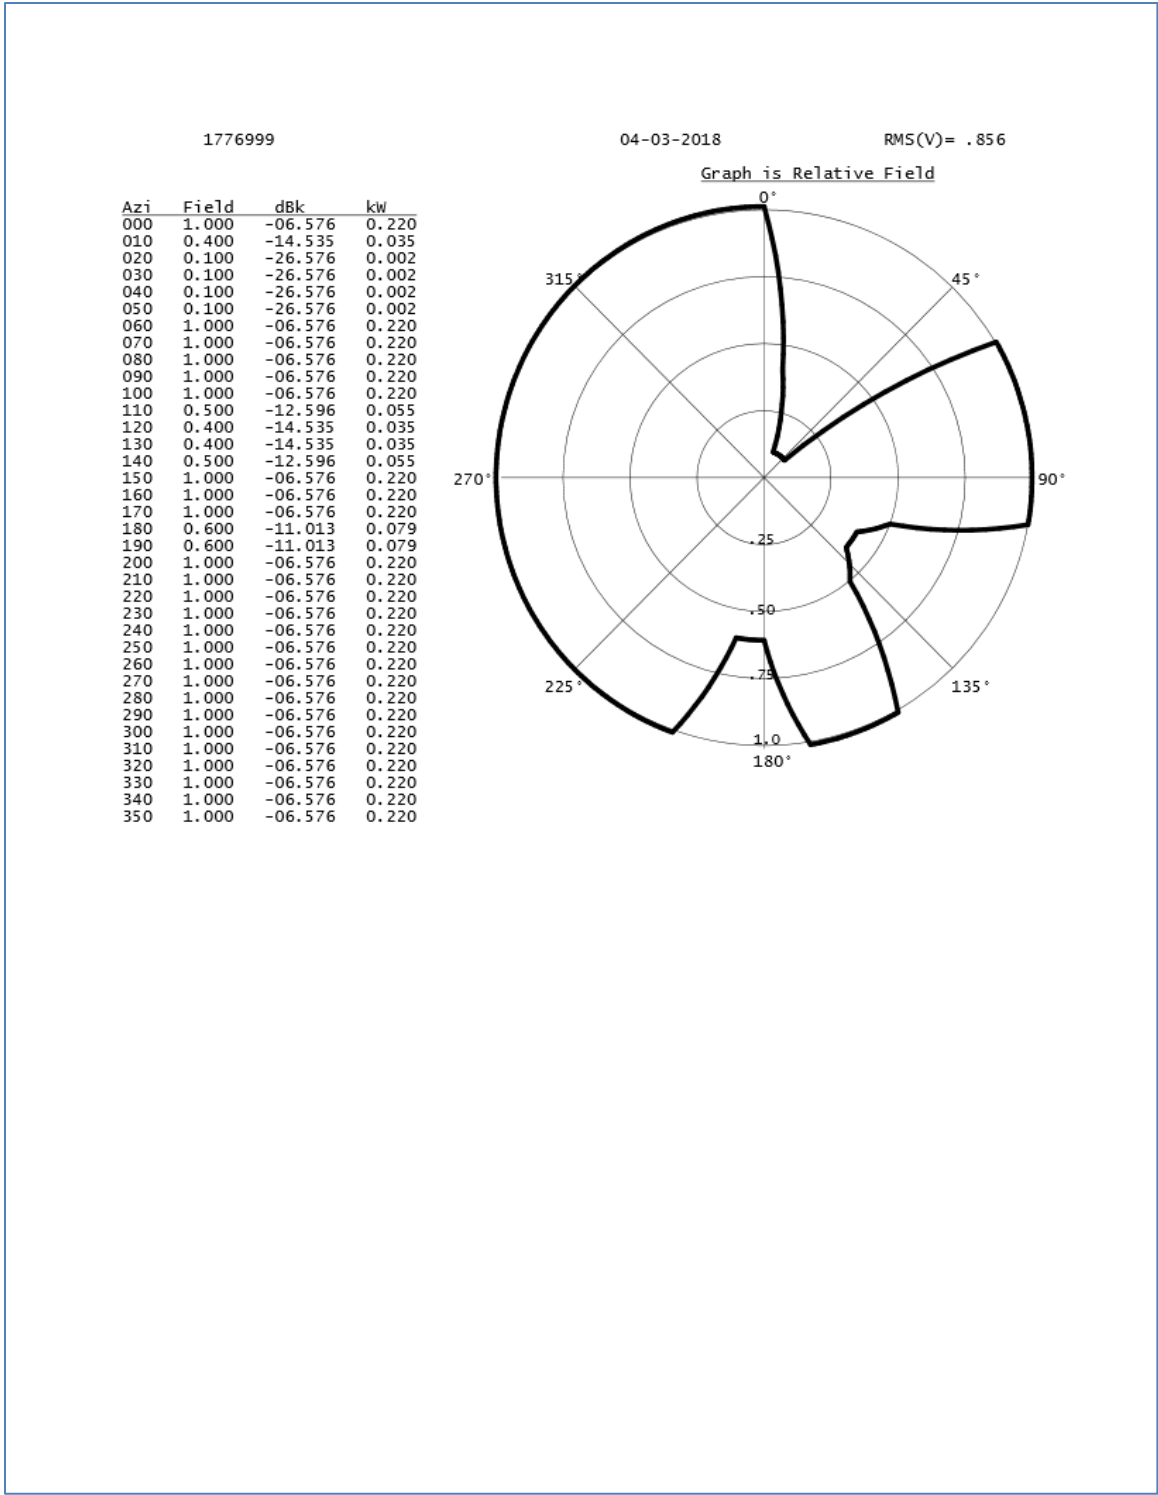 1776999 04-03-2018 RMS(V)= .856
Graph is Relative Field
Azi Field dBk kW
000 1.000 -06.576 0.220
010 0.400 -14.535 0.035
020 0.100 -26.576 0.002
030 0.100 -26.576 0.002
040 0.100 -26.576 0.002
050 0.100 -26.576 0.002
060 1.000 -06.576 0.220
070 1.000 -06.576 0.220
080 1.000 -06.576 0.220
090 1.000 -06.576 0.220
100 1.000 -06.576 0.220
110 0.500 -12.596 0.055
120 0.400 -14.535 0.035
130 0.400 -14.535 0.035
140 0.500 -12.596 0.055
150 1.000 -06.576 0.220
160 1.000 -06.576 0.220
170 1.000 -06.576 0.220
180 0.600 -11.013 0.079
190 0.600 -11.013 0.079
200 1.000 -06.576 0.220
210 1.000 -06.576 0.220
220 1.000 -06.576 0.220
230 1.000 -06.576 0.220
240 1.000 -06.576 0.220
250 1.000 -06.576 0.220
260 1.000 -06.576 0.220
270 1.000 -06.576 0.220
280 1.000 -06.576 0.220
290 1.000 -06.576 0.220
300 1.000 -06.576 0.220
310 1.000 -06.576 0.220
320 1.000 -06.576 0.220
330 1.000 -06.576 0.220
340 1.000 -06.576 0.220
350 1.000 -06.576 0.220
0°
315° 45°
270° 90°
.25
.50
.75
225° 135°
1.0
180°